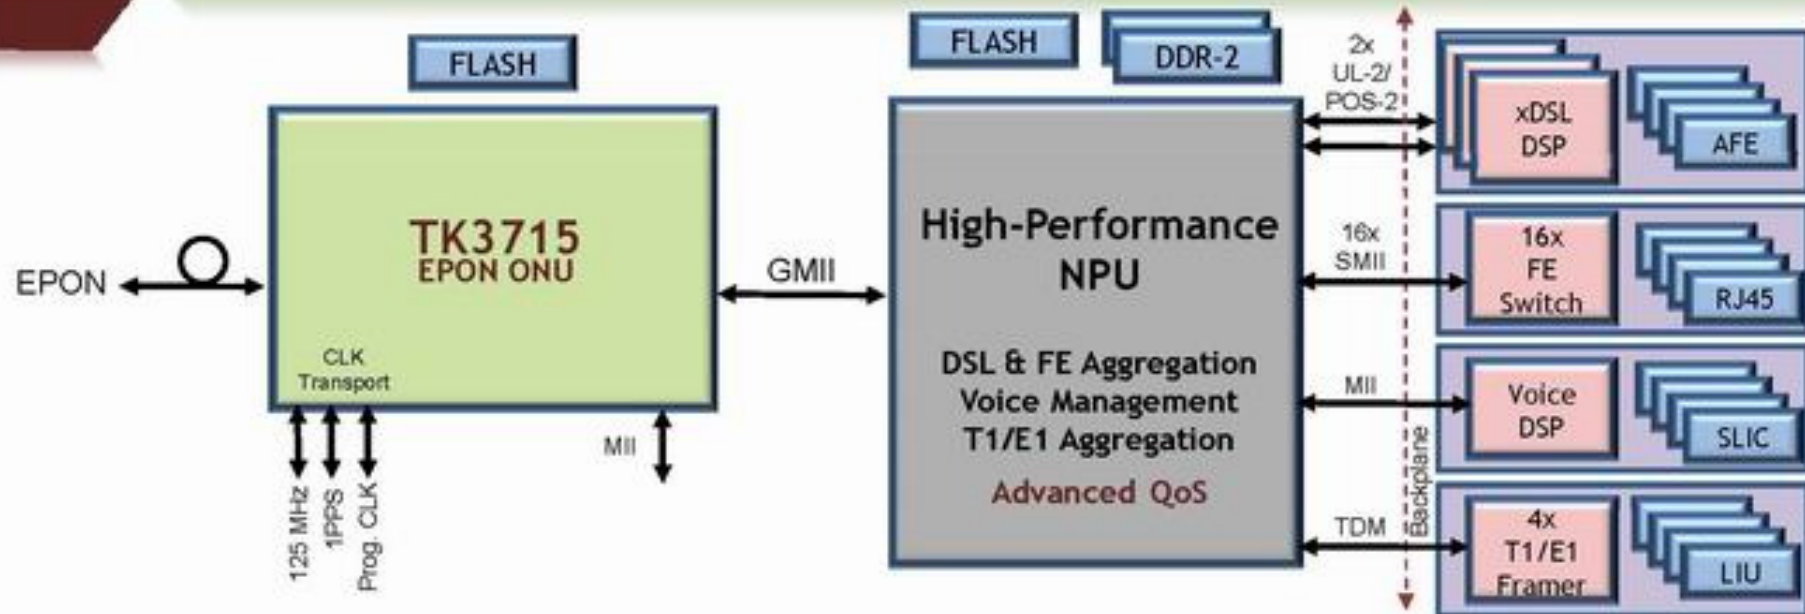 FLASH
EPON
TK3715
EPON ONU
CLK
Transport
125 MHz
1PPS
Prog. CLK
MII
GMII
FLASH
DDR-2
High-Performance
NPU
DSL & FE Aggregation
Voice Management
T1/E1 Aggregation
Advanced QoS
2x
UL-2/
POS-2
16x
SMII
MII
TDM
Backplane
xDSL
DSP
AFE
16x
FE
Switch
RJ45
Voice
DSP
SLIC
4x
T1/E1
Framer
LIU